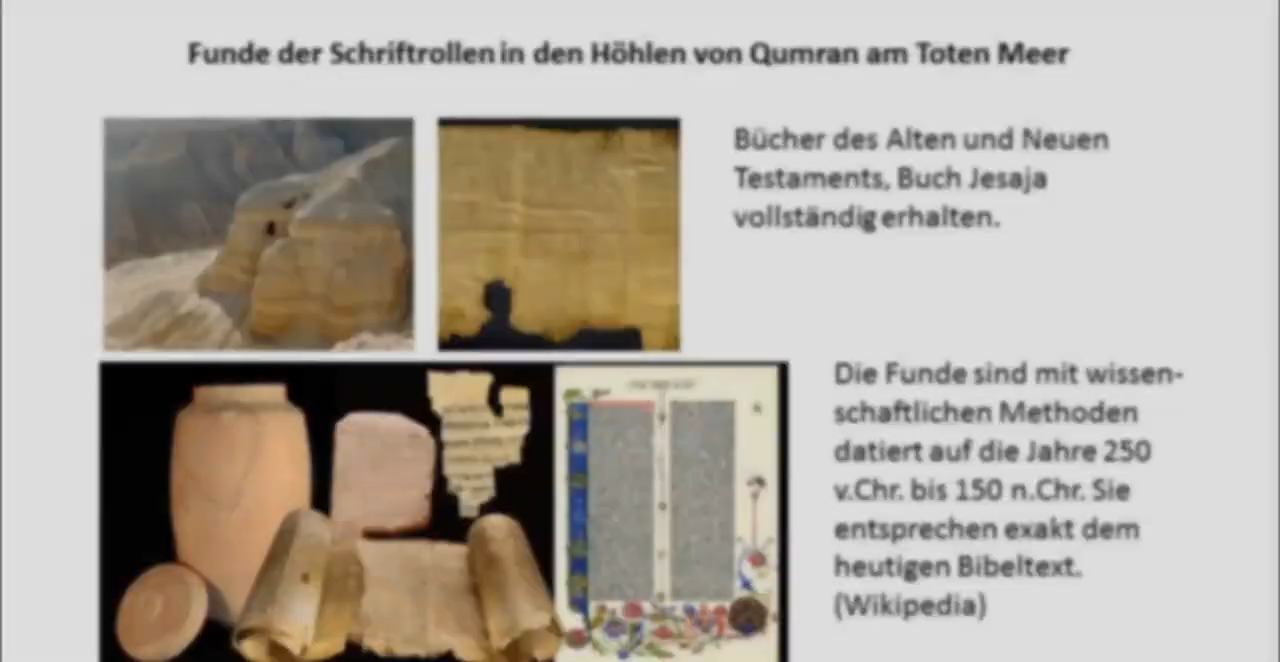 Funde der Schriftrollen in den Höhlen von Qumran am Toten Meer
Bücher des Alten und Neuen
Testaments, Buch Jesaja
vollständig erhalten.
Die Funde sind mit wissen-
schaftlichen Methoden
datiert auf die Jahre 250
v.Chr. bis 150 n.Chr. Sie
entsprechen exakt dem
heutigen Bibeltext.
(Wikipedia)